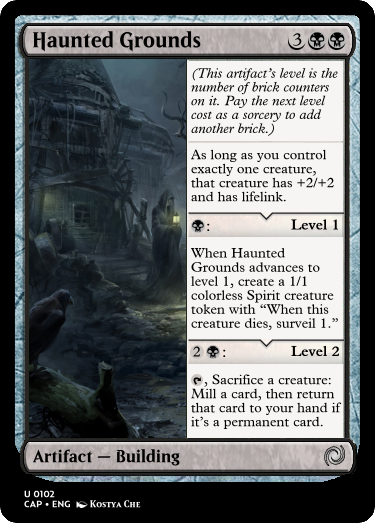 Haunted Grounds 3
(This artifact's level is the
number of brick counters
on it. Pay the next level
cost as a sorcery to add
another brick.)
As long as you control
exactly one creature,
that creature has +2/+2
and has lifelink.
: Level 1
When Haunted
Grounds advances to
level 1, create a 1/1
colorless Spirit creature
token with “When this
creature dies, surveil 1.”
2 : Level 2
, Sacrifice a creature:
Mill a card, then return
that card to your hand if
it's a permanent card.
Artifact — Building
U 0102
CAP • ENG Kostya Che